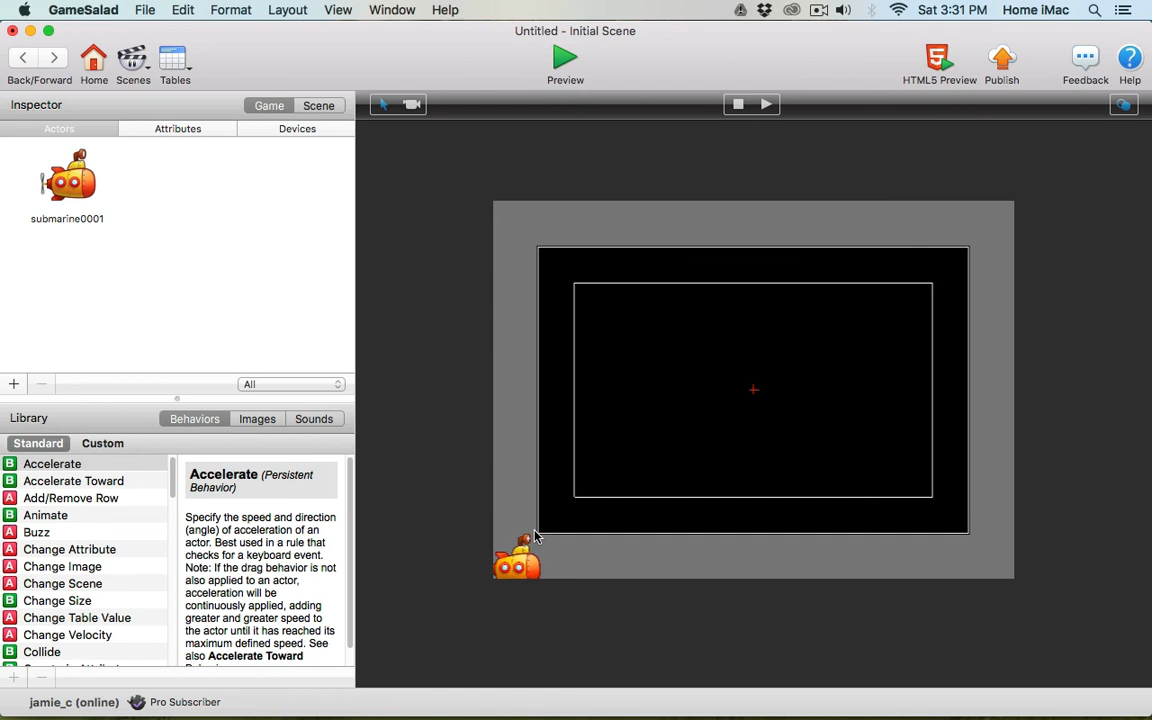 GameSalad File Edit Format Layout View Window Help Sat 3:31 PM Home iMac
Untitled - Initial Scene
Back/Forward Home Scenes Tables Preview HTML5 Preview Publish Feedback Help
Inspector Game Scene
Actors Attributes Devices
submarine0001
All
Library Behaviors Images Sounds
Standard Custom
B Accelerate
B Accelerate Toward
A Add/Remove Row
B Animate
A Buzz
A Change Attribute
A Change Image
A Change Scene
B Change Size
A Change Table Value
A Change Velocity
B Collide
Accelerate (Persistent
Behavior)
Specify the speed and direction
(angle) of acceleration of an
actor. Best used in a rule that
checks for a keyboard event.
Note: If the drag behavior is not
also applied to an actor,
acceleration will be
continuously applied, adding
greater and greater speed to
the actor until it has reached its
maximum defined speed. See
also Accelerate Toward
jamie_c (online) Pro Subscriber